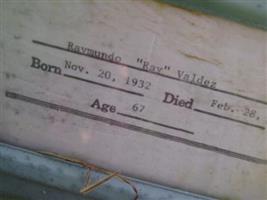 Raymundo "Ray" Valdez
Born Nov. 20, 1932 Died Feb. 28,
Age 67